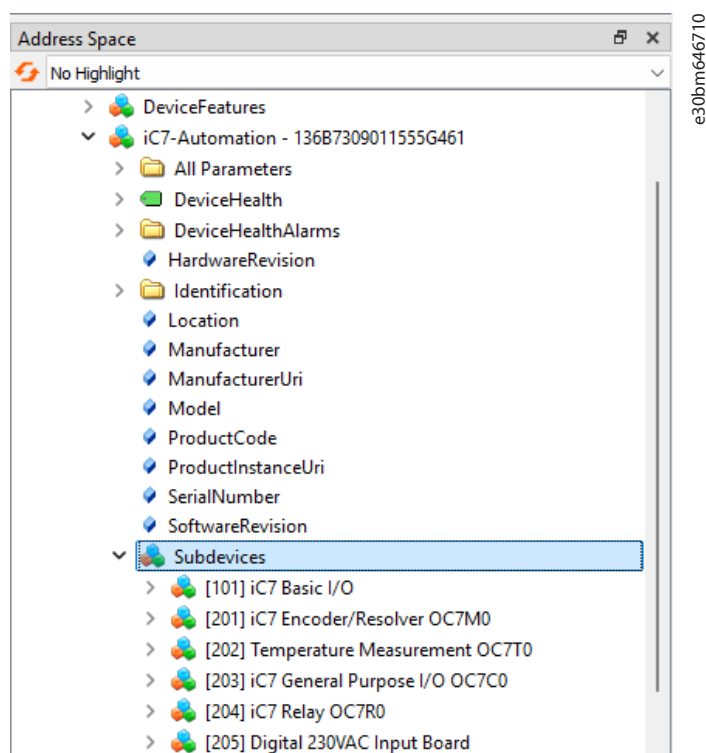 Address Space
No Highlight
DeviceFeatures
iC7-Automation - 136B7309011555G461
All Parameters
DeviceHealth
DeviceHealthAlarms
HardwareRevision
Identification
Location
Manufacturer
ManufacturerUri
Model
ProductCode
ProductInstanceUri
SerialNumber
SoftwareRevision
Subdevices
[101] iC7 Basic I/O
[201] iC7 Encoder/Resolver OC7M0
[202] Temperature Measurement OC7T0
[203] iC7 General Purpose I/O OC7C0
[204] iC7 Relay OC7R0
[205] Digital 230VAC Input Board
e30bm646710